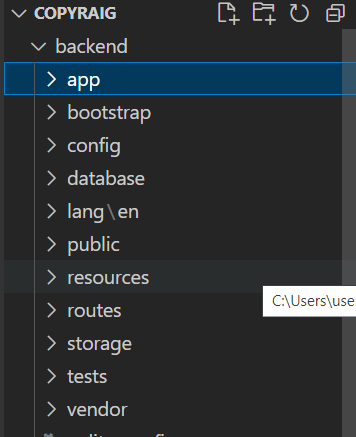 COPYRAIG
backend
app
bootstrap
config
database
lang\en
public
resources
C:\Users\use
routes
storage
tests
vendor